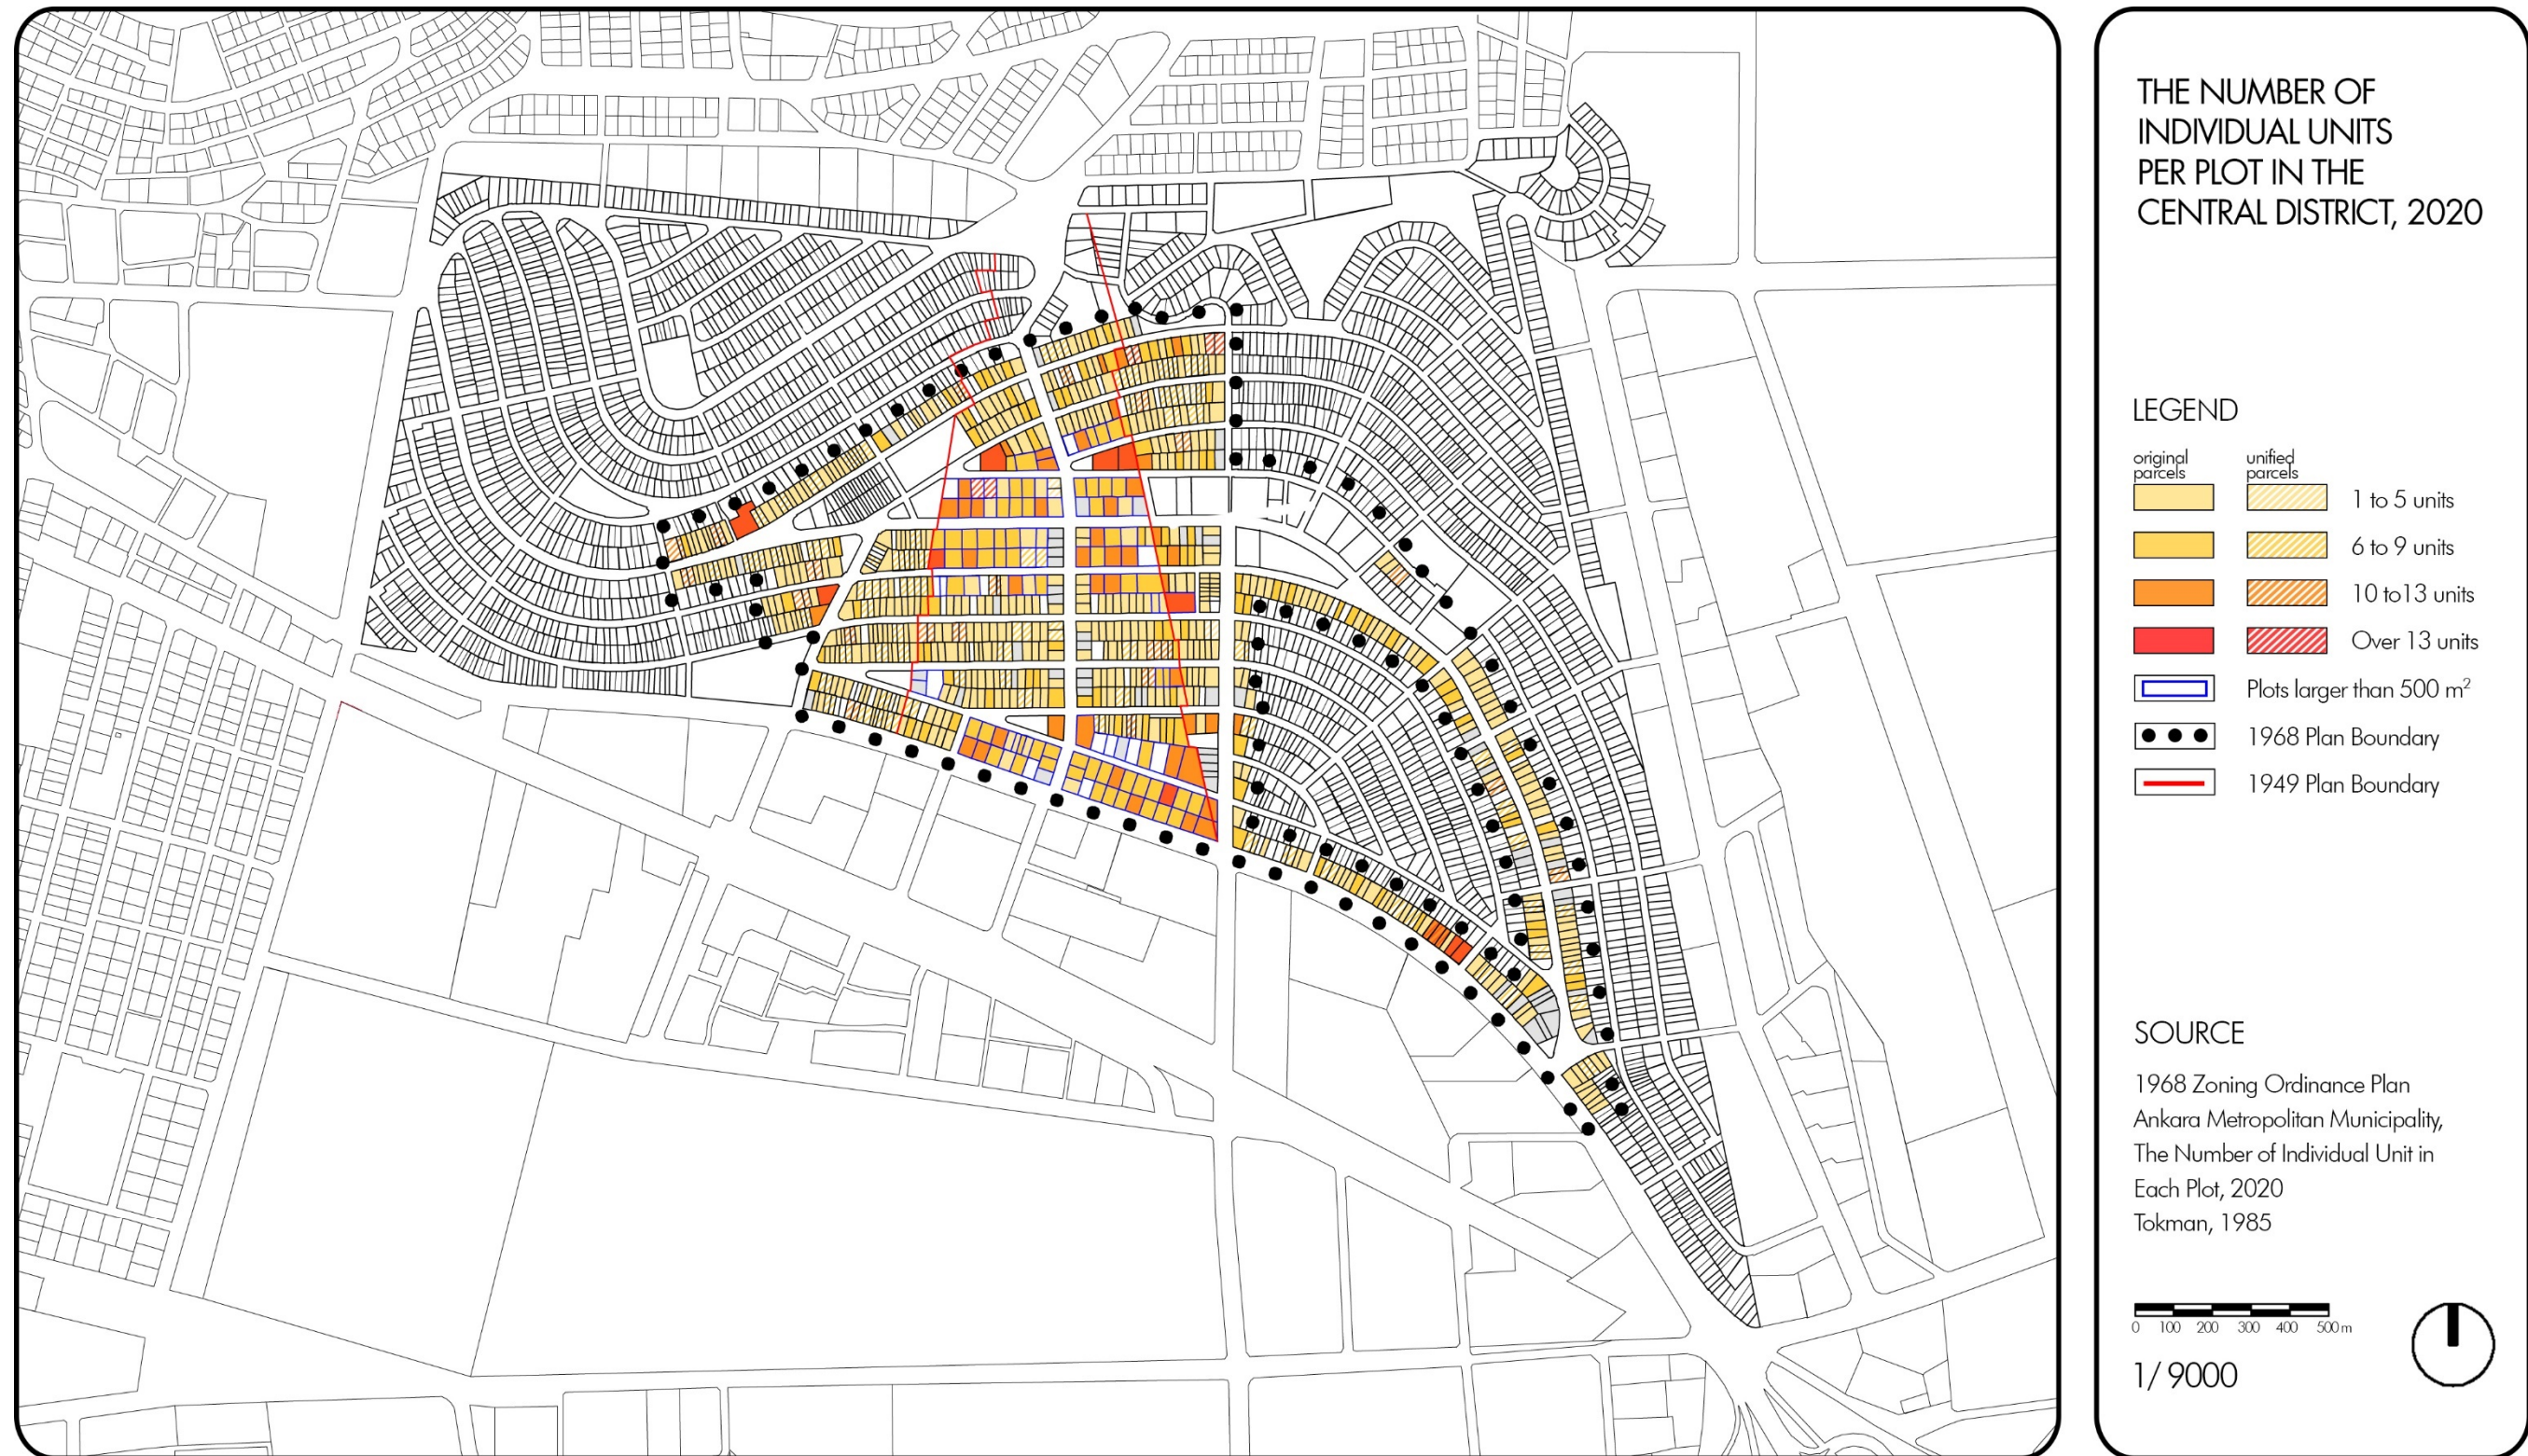 THE NUMBER OF
INDIVIDUAL UNITS
PER PLOT IN THE
CENTRAL DISTRICT, 2020
LEGEND
original
parcels
unified
parcels
1 to 5 units
6 to 9 units
10 to13 units
Over 13 units
Plots larger than 500 m²
1968 Plan Boundary
1949 Plan Boundary
SOURCE
1968 Zoning Ordinance Plan
Ankara Metropolitan Municipality,
The Number of Individual Unit in
Each Plot, 2020
Tokman, 1985
0 100 200 300 400 500 m
1/ 9000